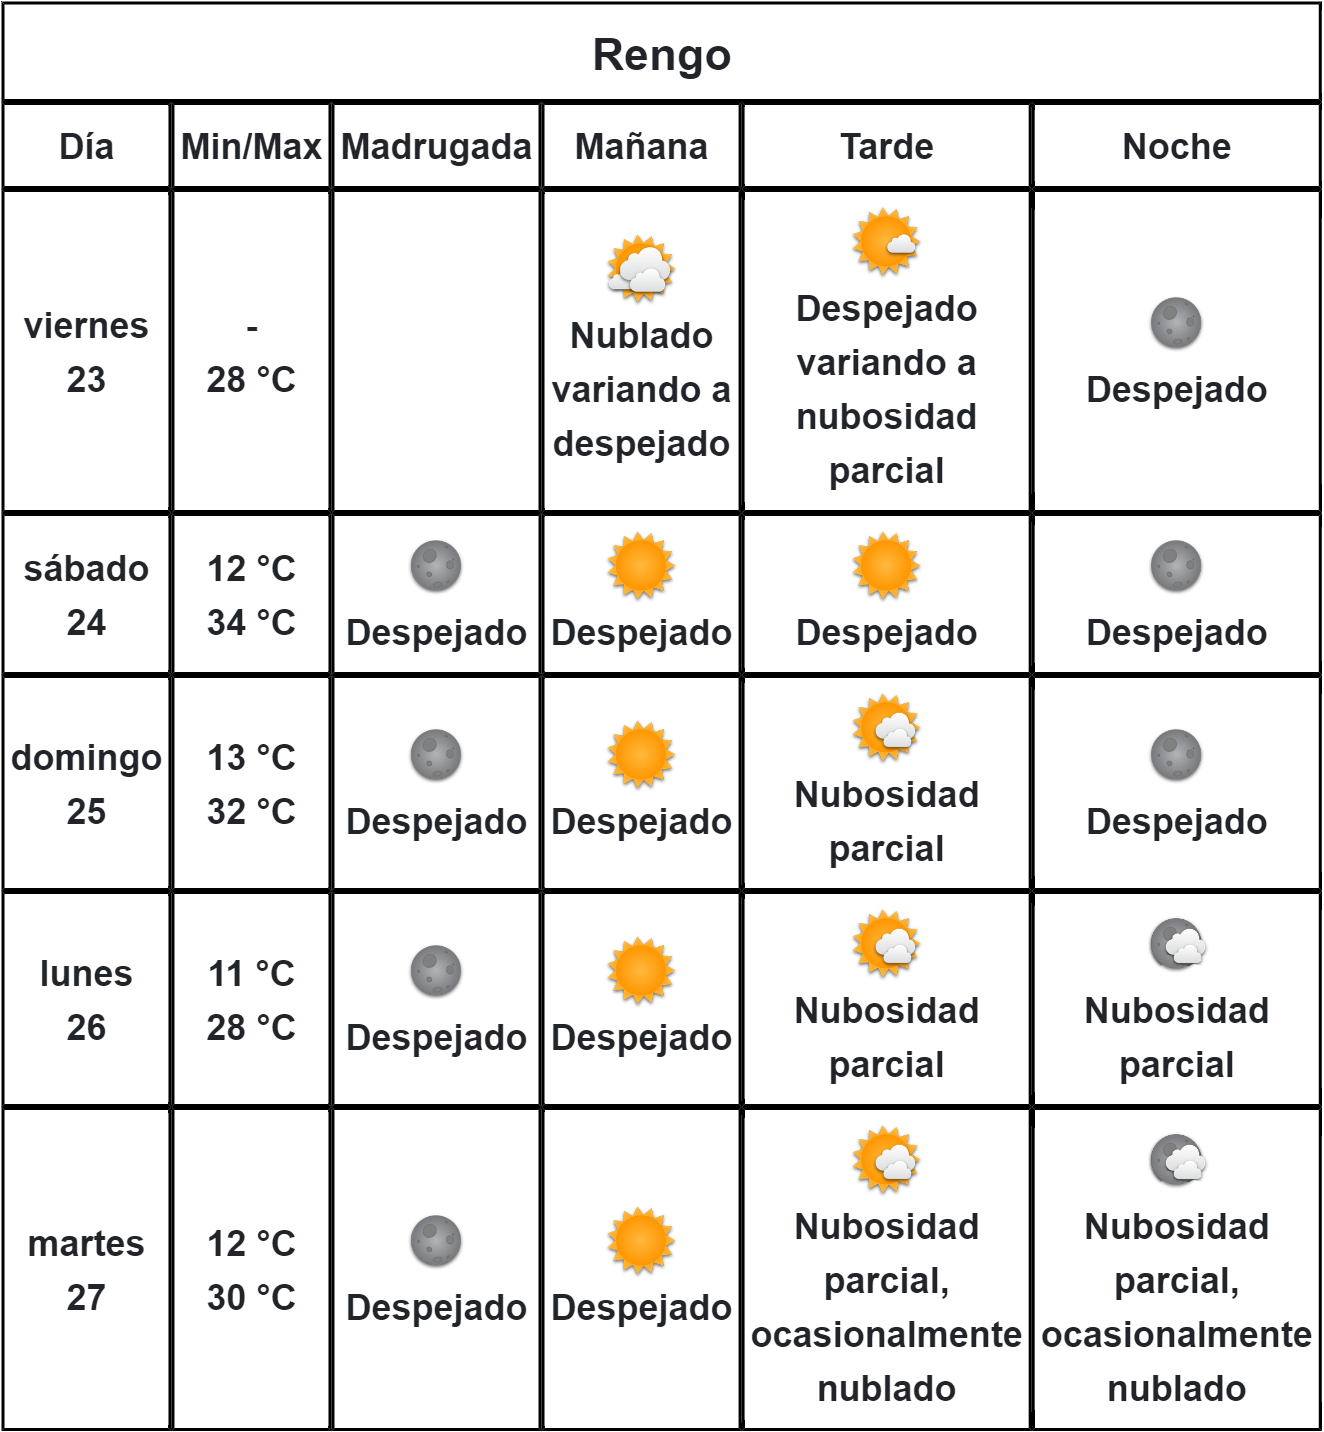 Rengo
Día Min/Max Madrugada Mañana Tarde Noche
viernes
23
-
28 °C
Nublado
variando a
despejado
Despejado
variando a
nubosidad
parcial
Despejado
sábado
24
12 °C
34 °C
Despejado
Despejado
Despejado
Despejado
domingo
25
13 °C
32 °C
Despejado
Despejado
Nubosidad
parcial
Despejado
lunes
26
11 °C
28 °C
Despejado
Despejado
Nubosidad
parcial
Nubosidad
parcial
martes
27
12 °C
30 °C
Despejado
Despejado
Nubosidad
parcial,
ocasionalmente
nublado
Nubosidad
parcial,
ocasionalmente
nublado